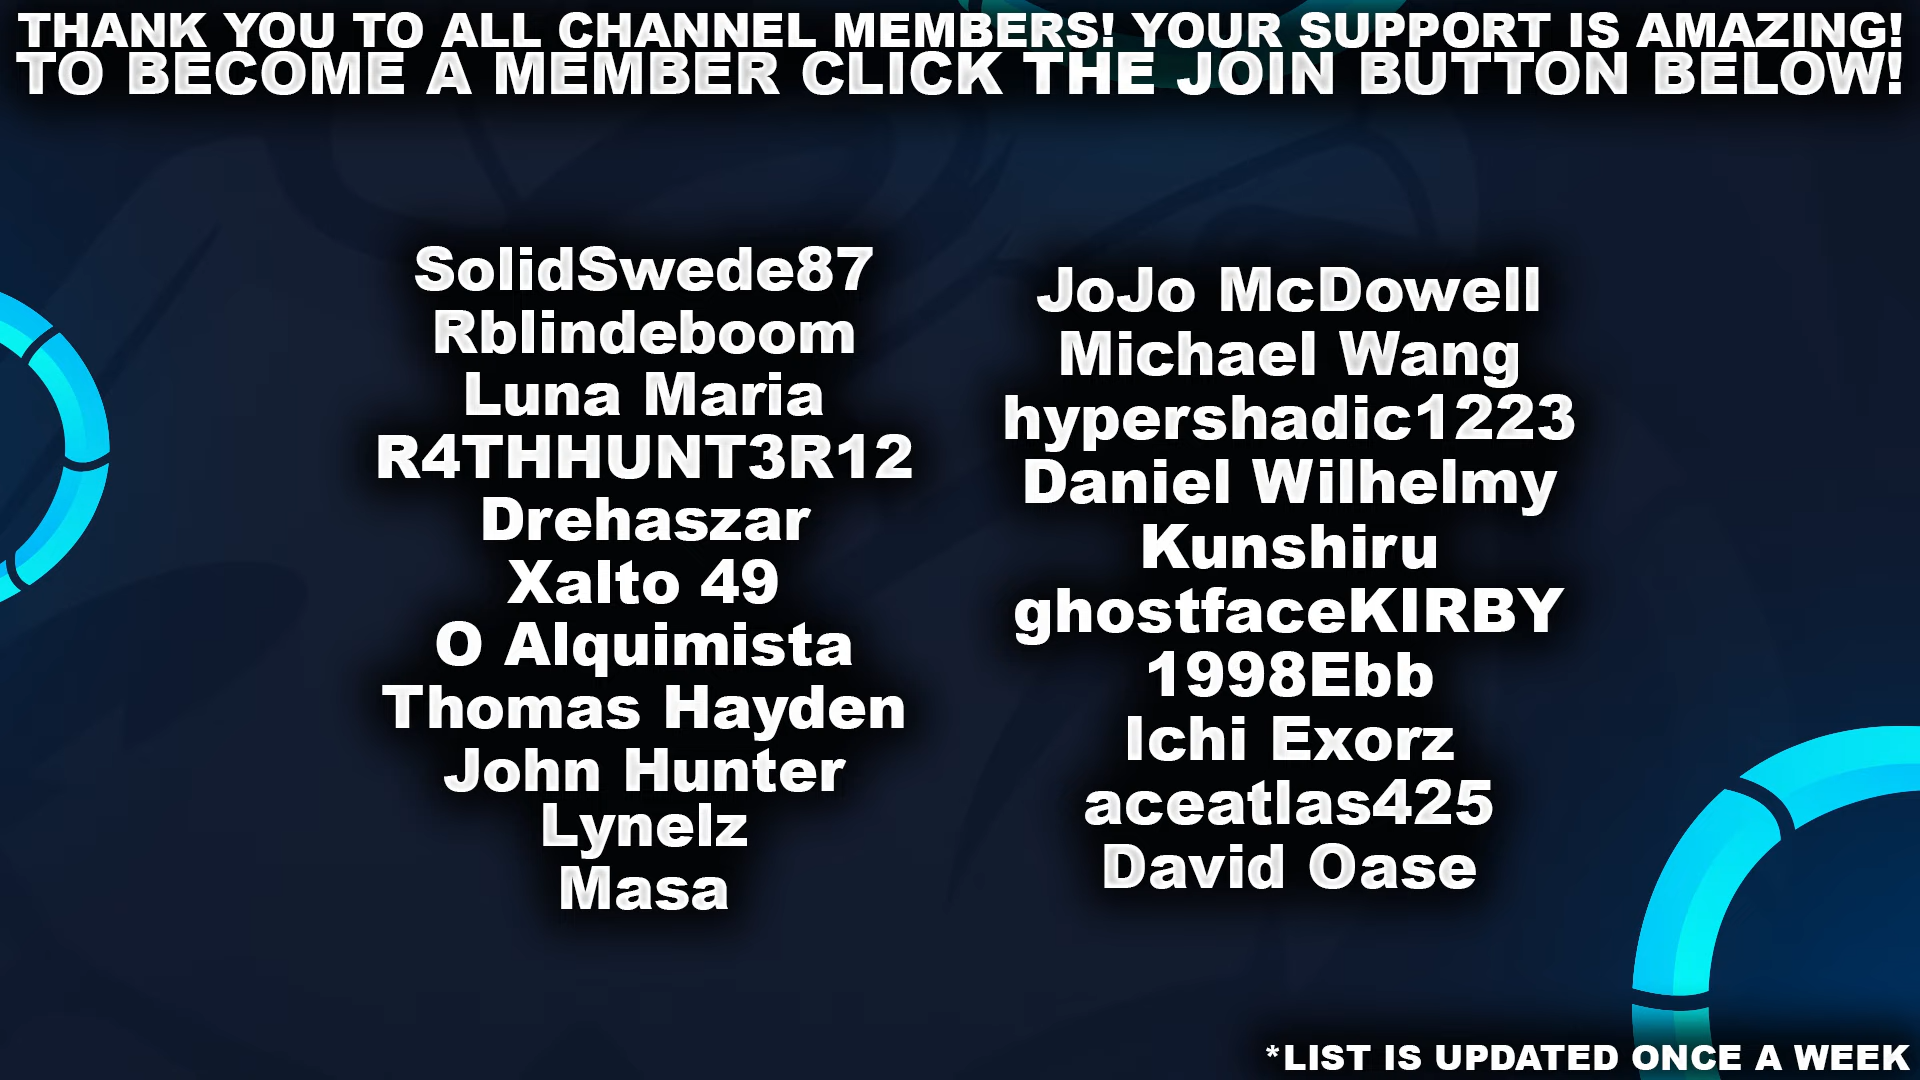 THANK YOU TO ALL CHANNEL MEMBERS! YOUR SUPPORT IS AMAZING!
TO BECOME A MEMBER CLICK THE JOIN BUTTON BELOW!
SolidSwede87
Rblindeboom
Luna Maria
R4THHUNT3R12
Drehaszar
Xalto 49
O Alquimista
Thomas Hayden
John Hunter
Lynelz
Masa
JoJo McDowell
Michael Wang
hypershadic1223
Daniel Wilhelmy
Kunshiru
ghostfaceKIRBY
1998Ebb
Ichi Exorz
aceatlas425
David Oase
*LIST IS UPDATED ONCE A WEEK